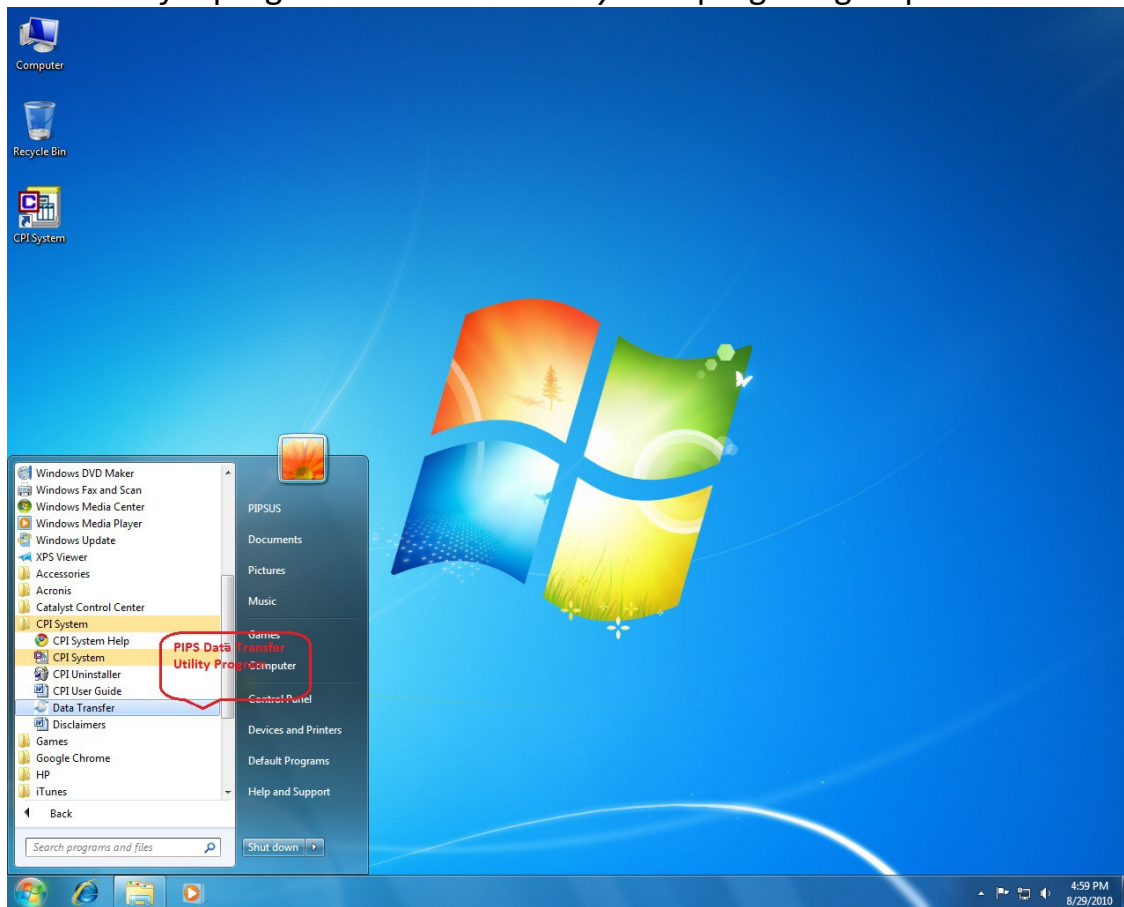 Computer
Recycle Bin
CPI System
Windows DVD Maker
Windows Fax and Scan
Windows Media Center
Windows Media Player
Windows Update
XPS Viewer
Accessories
Acronis
Catalyst Control Center
CPI System
CPI System Help
CPI System
CPI Uninstaller
CPI User Guide
Data Transfer
Disclaimers
Games
Google Chrome
HP
iTunes
Back
Search programs and files
PIPS Data Transfer
Utility Program
PIPSUS
Documents
Pictures
Music
Games
Computer
Control Panel
Devices and Printers
Default Programs
Help and Support
Shut down
4:59 PM
8/29/2010